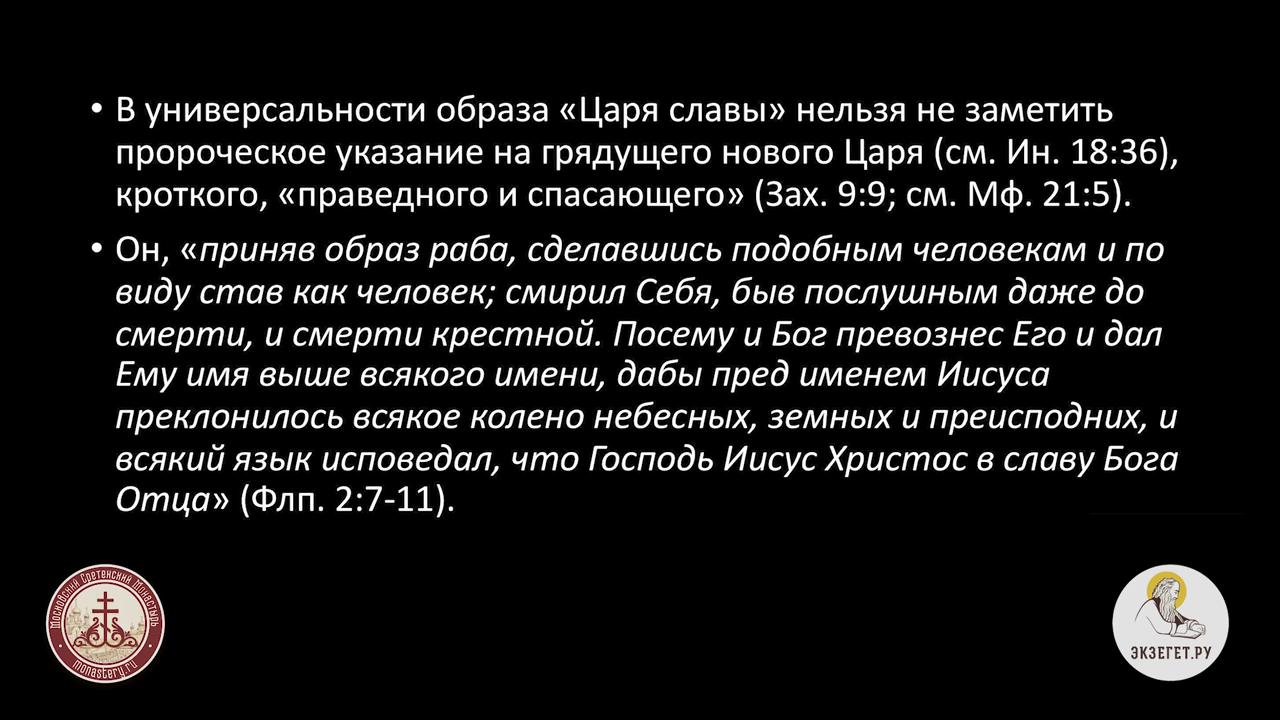 • В универсальности образа «Царя славы» нельзя не заметить
пророческое указание на грядущего нового Царя (см. Ин. 18:36),
кроткого, «праведного и спасающего» (Зах. 9:9; см. Мф. 21:5).
• Он, «приняв образ раба, сделавшись подобным человекам и по
виду став как человек; смирил Себя, быв послушным даже до
смерти, и смерти крестной. Посему и Бог превознес Его и дал
Ему имя выше всякого имени, дабы пред именем Иисуса
преклонилось всякое колено небесных, земных и преисподних, и
всякий язык исповедал, что Господь Иисус Христос в славу Бога
Отца» (Флп. 2:7-11).
Московский Сретенский Монастырь
monastery.ru
ЭКЗЕГЕТ.РУ